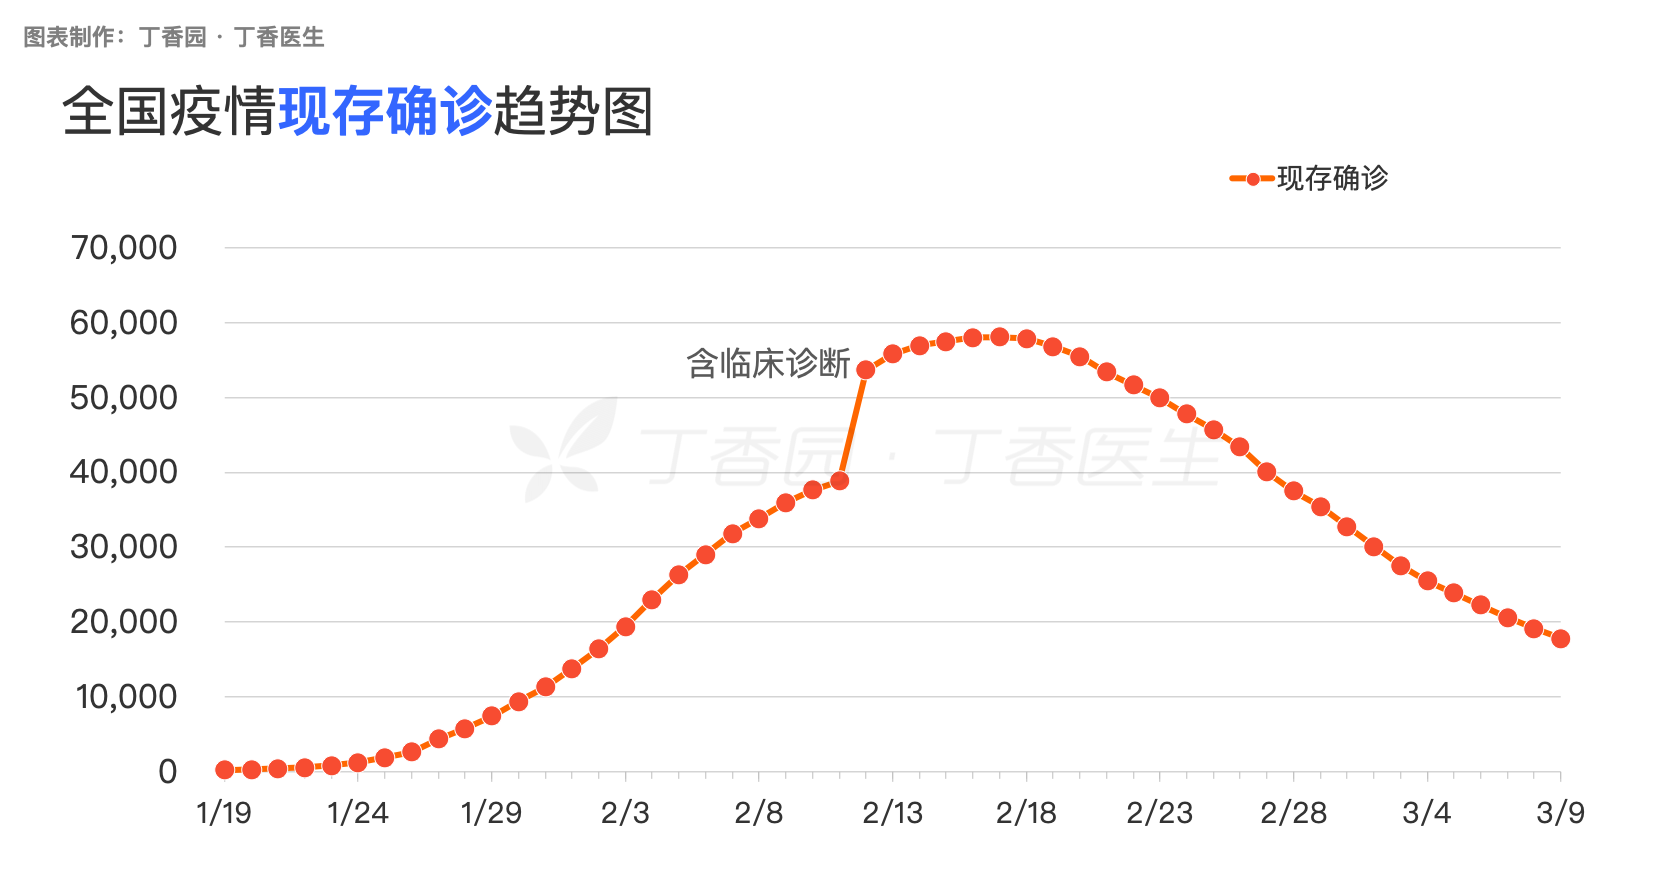 图表制作：丁香园 · 丁香医生
全国疫情现存确诊趋势图
现存确诊
70,000
60,000
含临床诊断
50,000
丁香园 · 丁香医生
40,000
30,000
20,000
10,000
0
1/19 1/24 1/29 2/3 2/8 2/13 2/18 2/23 2/28 3/4 3/9